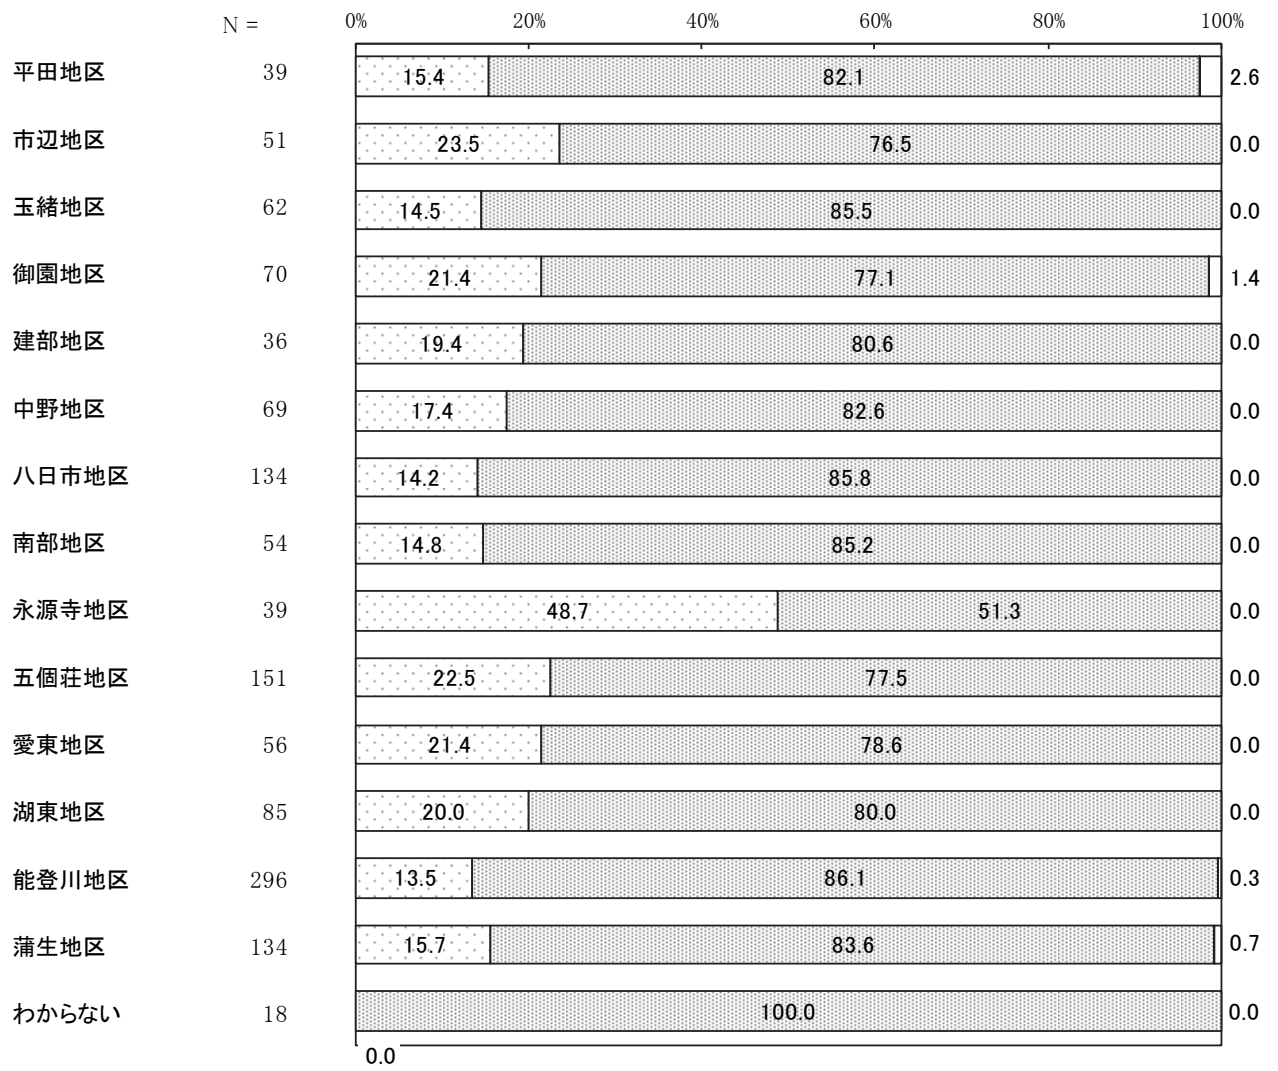 N = 0% 20% 40% 60% 80% 100%
平田地区 39 15.4 82.1 2.6
市辺地区 51 23.5 76.5 0.0
玉緒地区 62 14.5 85.5 0.0
御園地区 70 21.4 77.1 1.4
建部地区 36 19.4 80.6 0.0
中野地区 69 17.4 82.6 0.0
八日市地区 134 14.2 85.8 0.0
南部地区 54 14.8 85.2 0.0
永源寺地区 39 48.7 51.3 0.0
五個荘地区 151 22.5 77.5 0.0
愛東地区 56 21.4 78.6 0.0
湖東地区 85 20.0 80.0 0.0
能登川地区 296 13.5 86.1 0.3
蒲生地区 134 15.7 83.6 0.7
わからない 18 100.0 0.0
0.0